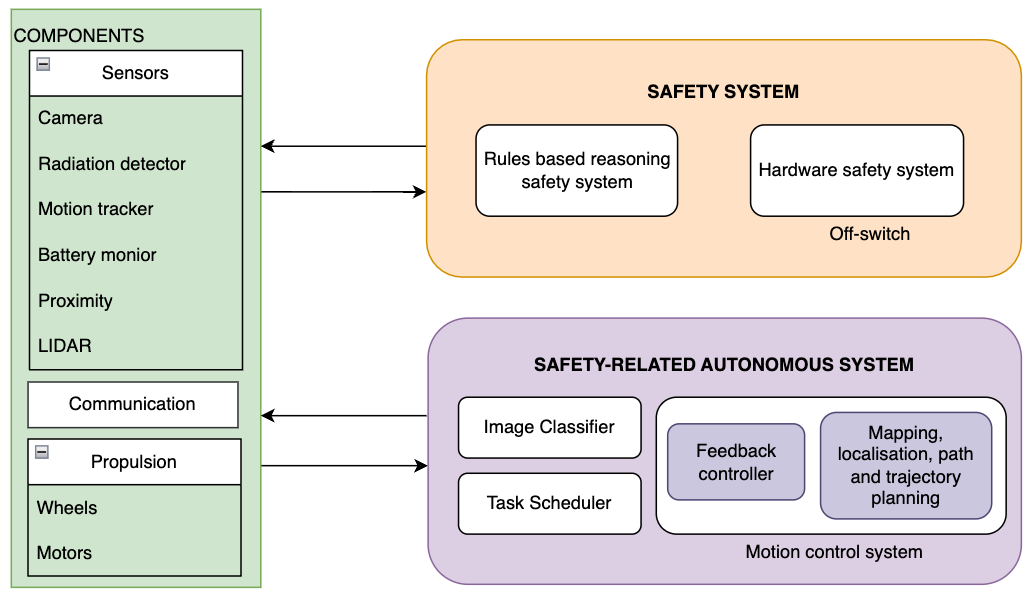 COMPONENTS
Sensors
Camera
Radiation detector
Motion tracker
Battery monior
Proximity
LIDAR
Communication
Propulsion
Wheels
Motors
SAFETY SYSTEM
Rules based reasoning
safety system
Hardware safety system
Off-switch
SAFETY-RELATED AUTONOMOUS SYSTEM
Image Classifier
Task Scheduler
Feedback
controller
Mapping,
localisation, path
and trajectory
planning
Motion control system